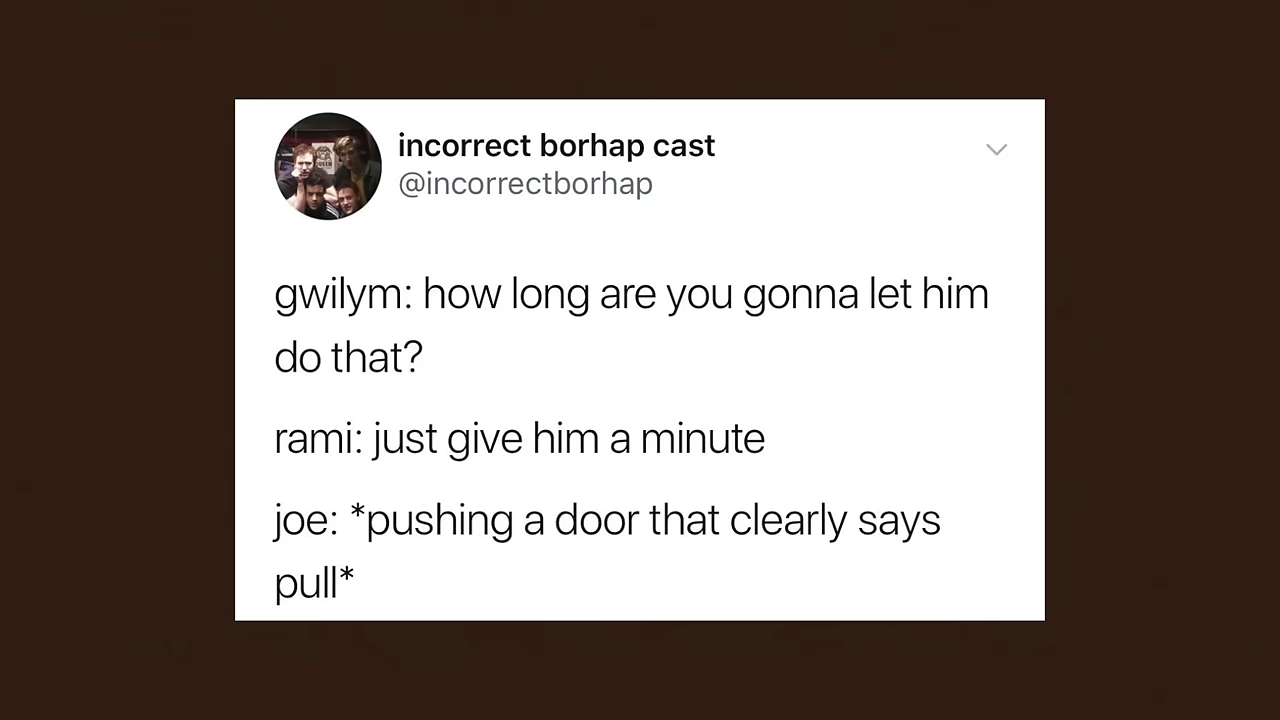 incorrect borhap cast
@incorrectborhap
gwilym: how long are you gonna let him
do that?
rami: just give him a minute
joe: *pushing a door that clearly says
pull*